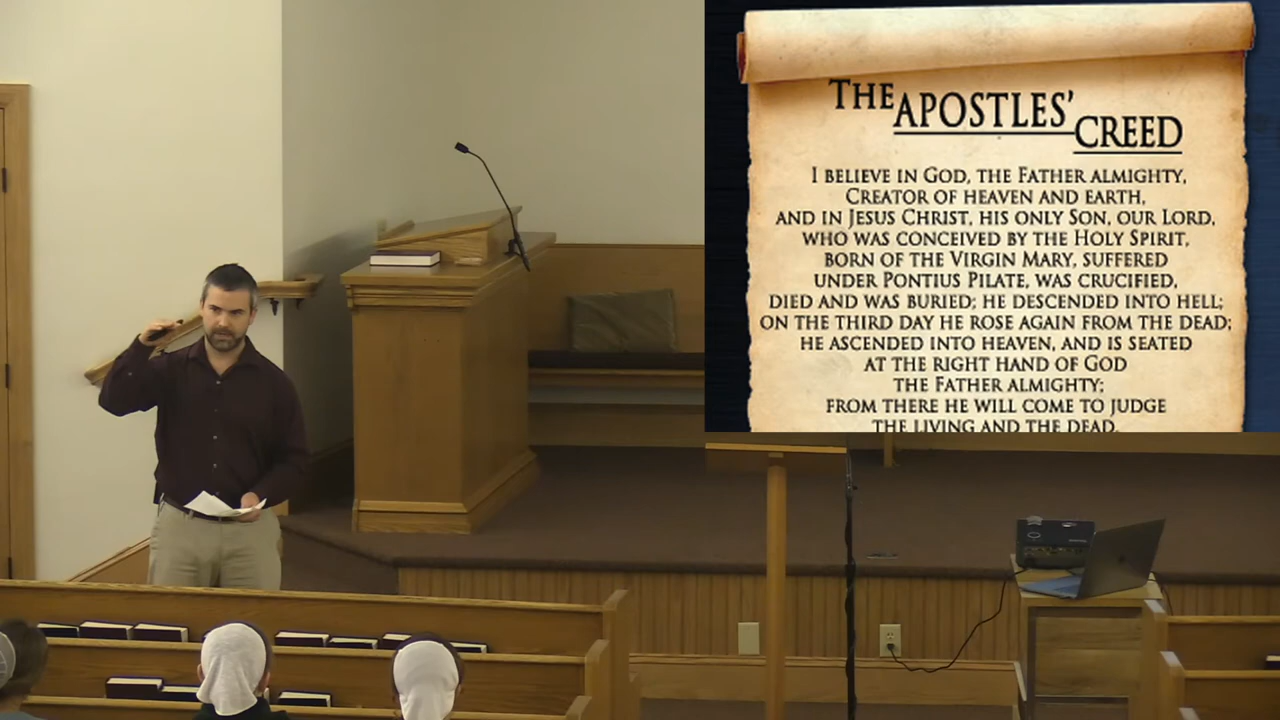 THE APOSTLES' CREED
I BELIEVE IN GOD, THE FATHER ALMIGHTY,
CREATOR OF HEAVEN AND EARTH,
AND IN JESUS CHRIST, HIS ONLY SON, OUR LORD,
WHO WAS CONCEIVED BY THE HOLY SPIRIT,
BORN OF THE VIRGIN MARY, SUFFERED
UNDER PONTIUS PILATE, WAS CRUCIFIED,
DIED AND WAS BURIED; HE DESCENDED INTO HELL;
ON THE THIRD DAY HE ROSE AGAIN FROM THE DEAD;
HE ASCENDED INTO HEAVEN, AND IS SEATED
AT THE RIGHT HAND OF GOD
THE FATHER ALMIGHTY;
FROM THERE HE WILL COME TO JUDGE
THE LIVING AND THE DEAD.